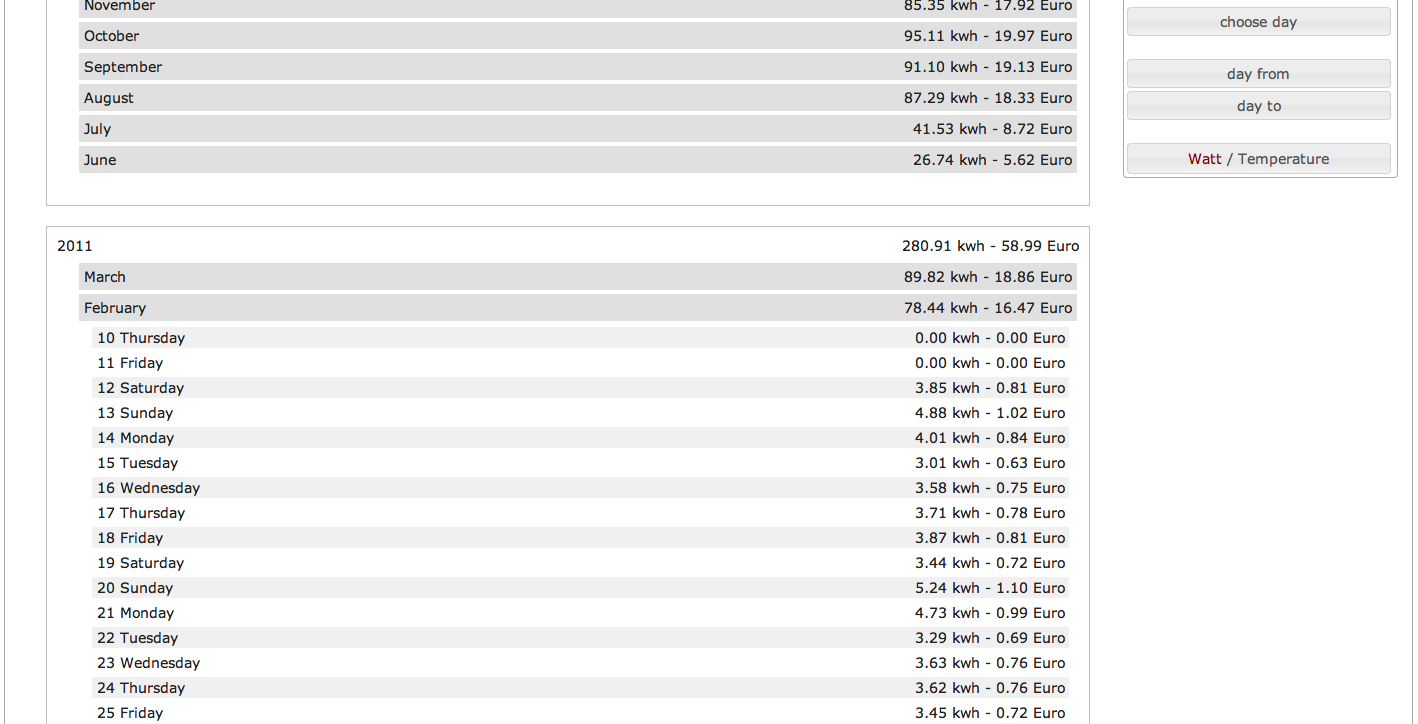 November 85.35 kwh - 17.92 Euro
October 95.11 kwh - 19.97 Euro
September 91.10 kwh - 19.13 Euro
August 87.29 kwh - 18.33 Euro
July 41.53 kwh - 8.72 Euro
June 26.74 kwh - 5.62 Euro
2011 280.91 kwh - 58.99 Euro
March 89.82 kwh - 18.86 Euro
February 78.44 kwh - 16.47 Euro
10 Thursday 0.00 kwh - 0.00 Euro
11 Friday 0.00 kwh - 0.00 Euro
12 Saturday 3.85 kwh - 0.81 Euro
13 Sunday 4.88 kwh - 1.02 Euro
14 Monday 4.01 kwh - 0.84 Euro
15 Tuesday 3.01 kwh - 0.63 Euro
16 Wednesday 3.58 kwh - 0.75 Euro
17 Thursday 3.71 kwh - 0.78 Euro
18 Friday 3.87 kwh - 0.81 Euro
19 Saturday 3.44 kwh - 0.72 Euro
20 Sunday 5.24 kwh - 1.10 Euro
21 Monday 4.73 kwh - 0.99 Euro
22 Tuesday 3.29 kwh - 0.69 Euro
23 Wednesday 3.63 kwh - 0.76 Euro
24 Thursday 3.62 kwh - 0.76 Euro
25 Friday 3.45 kwh - 0.72 Euro
choose day
day from
day to
Watt / Temperature